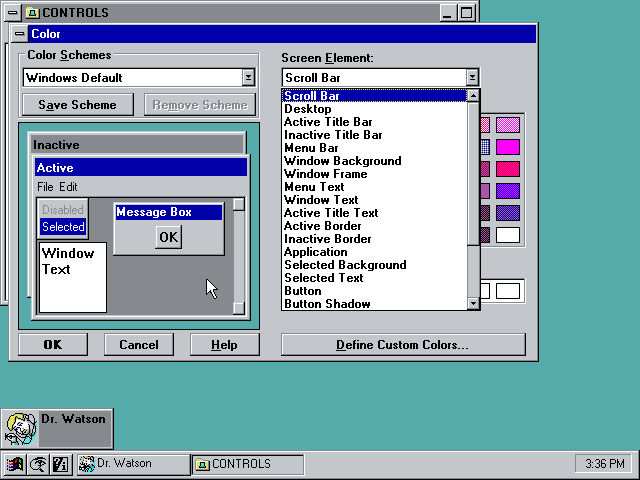 CONTROLS
Color
Color Schemes
Windows Default
Save Scheme
Remove Scheme
Inactive
Active
File Edit
Disabled
Selected
Message Box
OK
Window
Text
OK
Cancel
Help
Screen Element:
Scroll Bar
Scroll Bar
Desktop
Active Title Bar
Inactive Title Bar
Menu Bar
Window Background
Window Frame
Menu Text
Window Text
Active Title Text
Active Border
Inactive Border
Application
Selected Background
Selected Text
Button
Button Shadow
Define Custom Colors...
Dr. Watson
Dr. Watson
CONTROLS
3:36 PM